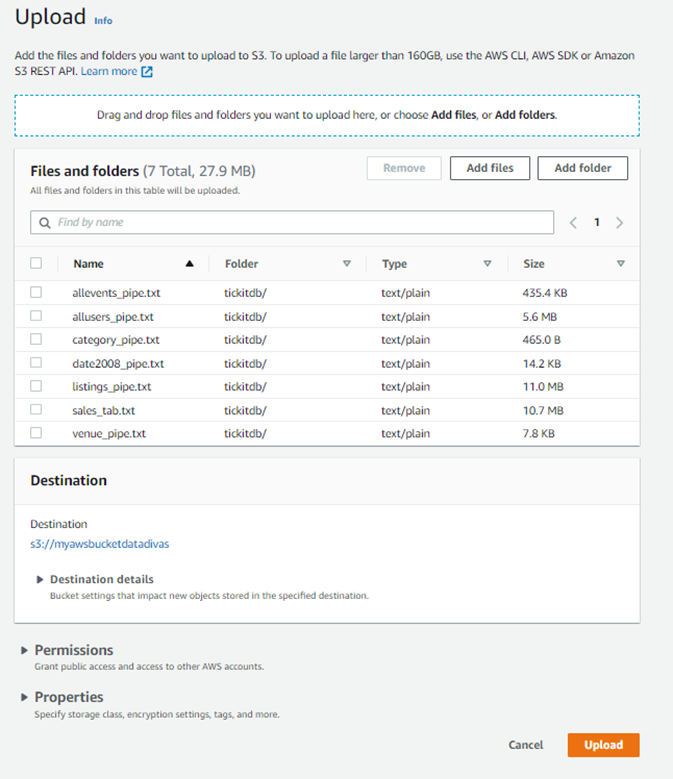 Upload Info
Add the files and folders you want to upload to S3. To upload a file larger than 160GB, use the AWS CLI, AWS SDK or Amazon
S3 REST API. Learn more
Drag and drop files and folders you want to upload here, or choose Add files, or Add folders.
Files and folders (7 Total, 27.9 MB) Remove Add files Add folder
All files and folders in this table will be uploaded.
Find by name 1
Name Folder Type Size
allevents_pipe.txt tickitdb/ text/plain 435.4 KB
allusers_pipe.txt tickitdb/ text/plain 5.6 MB
category_pipe.txt tickitdb/ text/plain 465.0 B
date2008_pipe.txt tickitdb/ text/plain 14.2 KB
listings_pipe.txt tickitdb/ text/plain 11.0 MB
sales_tab.txt tickitdb/ text/plain 10.7 MB
venue_pipe.txt tickitdb/ text/plain 7.8 KB
Destination
Destination
s3://myawsbucketdatadivas
Destination details
Bucket settings that impact new objects stored in the specified destination.
Permissions
Grant public access and access to other AWS accounts.
Properties
Specify storage class, encryption settings, tags, and more.
Cancel Upload